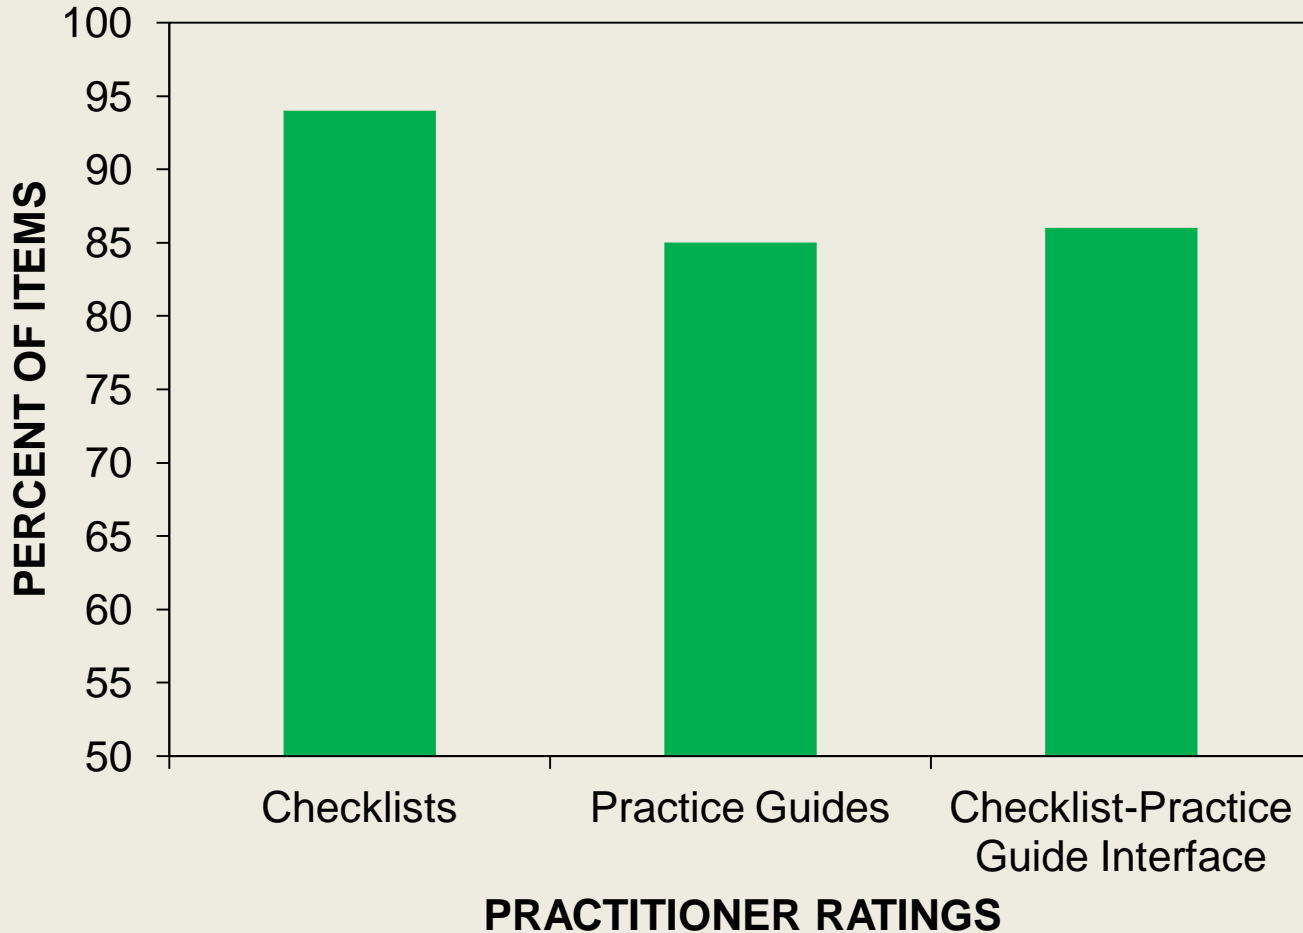 100
95
90
85
80
75
70
65
60
55
50
PERCENT OF ITEMS
Checklists
Practice Guides
Checklist-Practice
Guide Interface
PRACTITIONER RATINGS